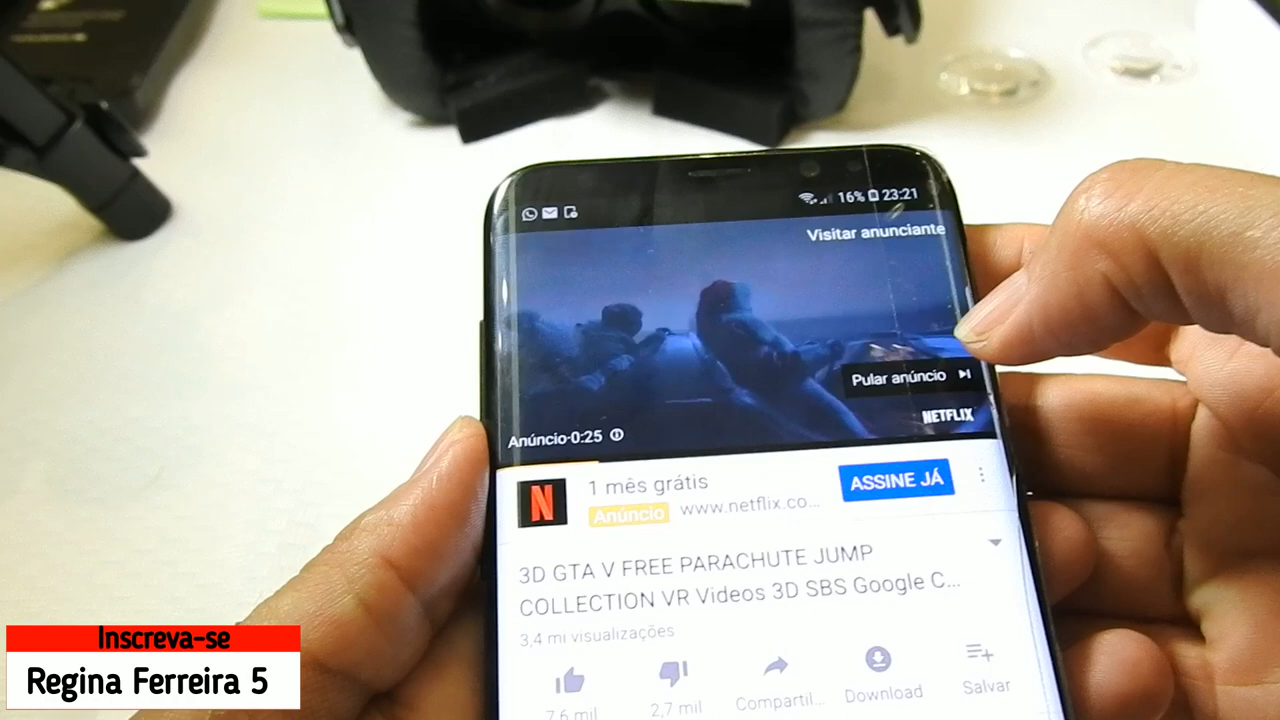 16% 23:21
Visitar anunciante
Pular anúncio
NETFLIX
Anúncio·0:25
1 mês grátis
ASSINE JÁ
Anúncio www.netflix.co...
3D GTA V FREE PARACHUTE JUMP
COLLECTION VR Videos 3D SBS Google C...
3,4 mi visualizações
7,6 mil
2,7 mil
Compartil...
Download
Salvar
Inscreva-se
Regina Ferreira 5